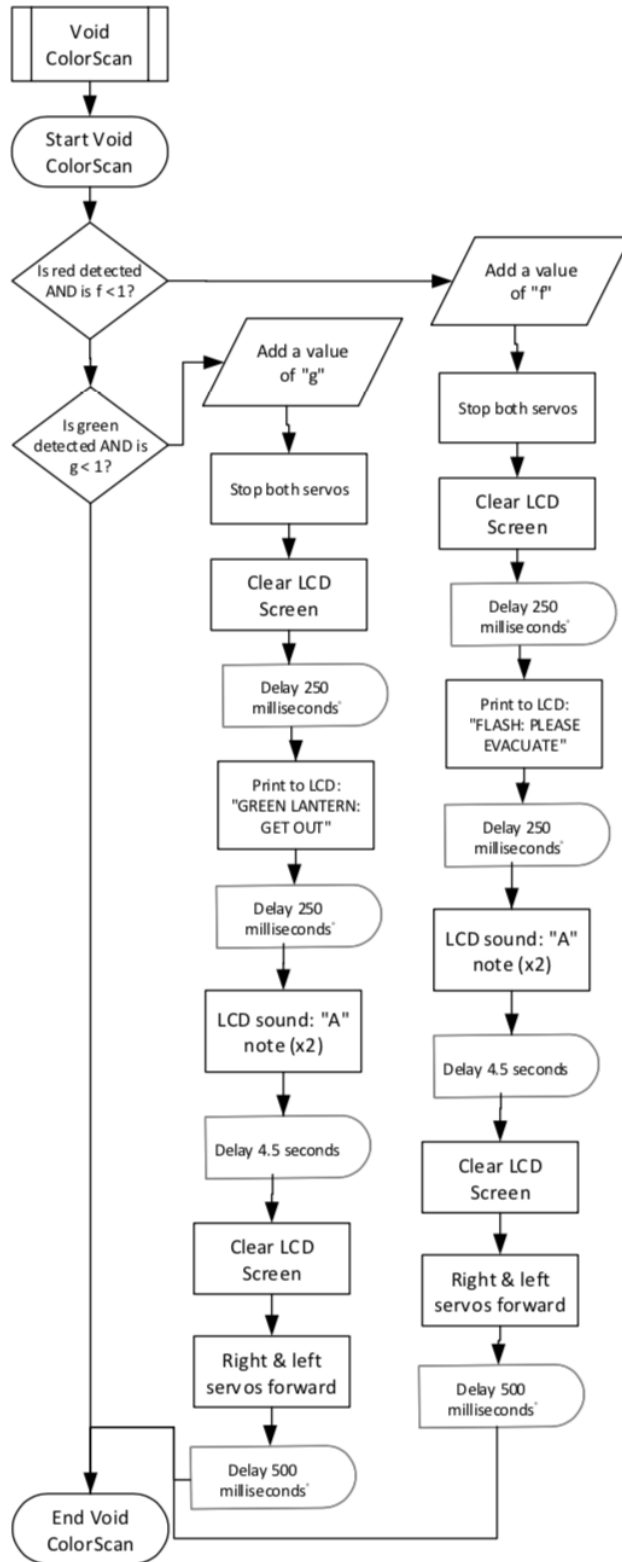 Void
ColorScan
Start Void
ColorScan
Is red detected
AND is f <1?
Add a value
of "f"
Stop both servos
Clear LCD
Screen
Delay 250
milliseconds
Print to LCD:
"FLASH: PLEASE
EVACUATE"
Delay 250
milliseconds
LCD sound: "A"
note (x2)
Delay 4.5 seconds
Clear LCD
Screen
Right & left
servos forward
Delay 500
milliseconds
Is green
detected AND is
g< 1?
Add a value
of "g"
Stop both servos
Clear LCD
Screen
Delay 250
milliseconds
Print to LCD:
"GREEN LANTERN:
GET OUT"
Delay 250
milliseconds
LCD sound: "A"
note (x2)
Delay 4.5 seconds
Clear LCD
Screen
Right & left
servos forward
Delay 500
milliseconds
End Void
ColorScan